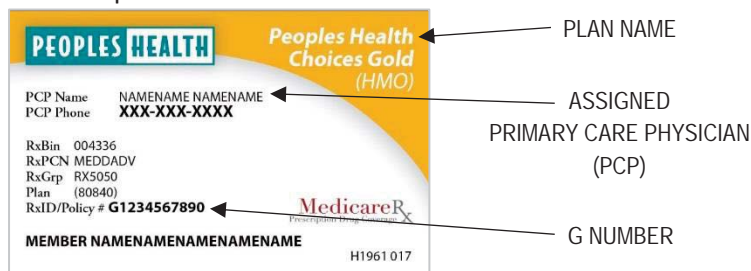 PEOPLES HEALTH
Peoples Health
Choices Gold
(HMO)
PLAN NAME
PCP Name NAMENAME NAMENAME
PCP Phone XXX-XXX-XXXX
ASSIGNED
PRIMARY CARE PHYSICIAN
(PCP)
RxBin 004336
RxPCN MEDDADV
RxGrp RX5050
Plan (80840)
RxID/Policy # G1234567890
MedicareRx
Prescription Drug Coverage
G NUMBER
MEMBER NAMENAMENAMENAMENAME
H1961 017